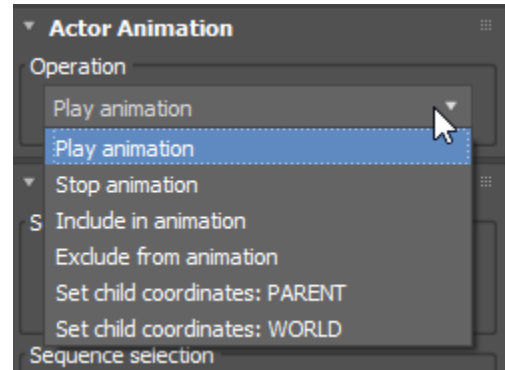 Actor Animation
Operation
Play animation
Play animation
Stop animation
S Include in animation
Exclude from animation
Set child coordinates: PARENT
Set child coordinates: WORLD
Sequence selection